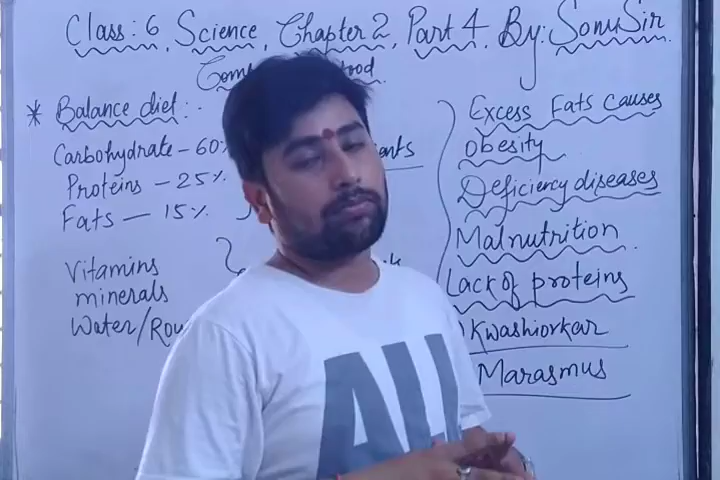 Class: 6, Science, Chapter 2, Part 4. By: Sonu Sir.
* Balance diet: -
Carbohydrate - 60%
Proteins - 25%
Fats - 15%
Vitamins
minerals
Water/
Excess Fats causes
obesity
Deficiency diseases
Malnutrition
Lack of proteins
Kwashiorkar
Marasmus